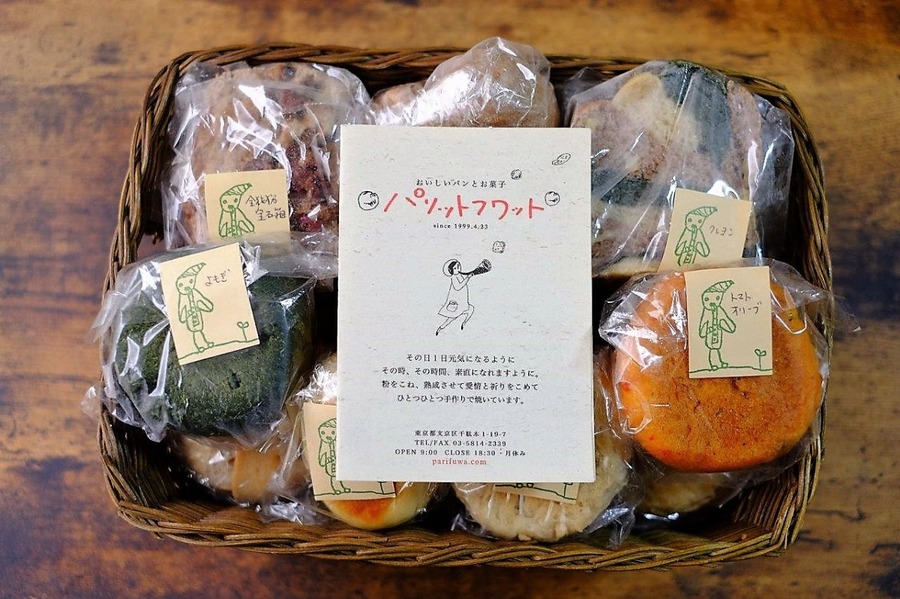 おいしいパンとお菓子
パリットフワット
since 1999.4.23
その日1日元気になるように
その時、その時間、素直になれますように。
粉をこね、熟成させて愛情と祈りをこめて
ひとつひとつ手作りで焼いています。
東京都文京区千駄木1-19-7
TEL/FAX 03-5814-2339
OPEN 9:00 CLOSE 18:30 月休み
parifuwa.com
宝石箱
クレヨン
よもぎ
トマト
オリーブ